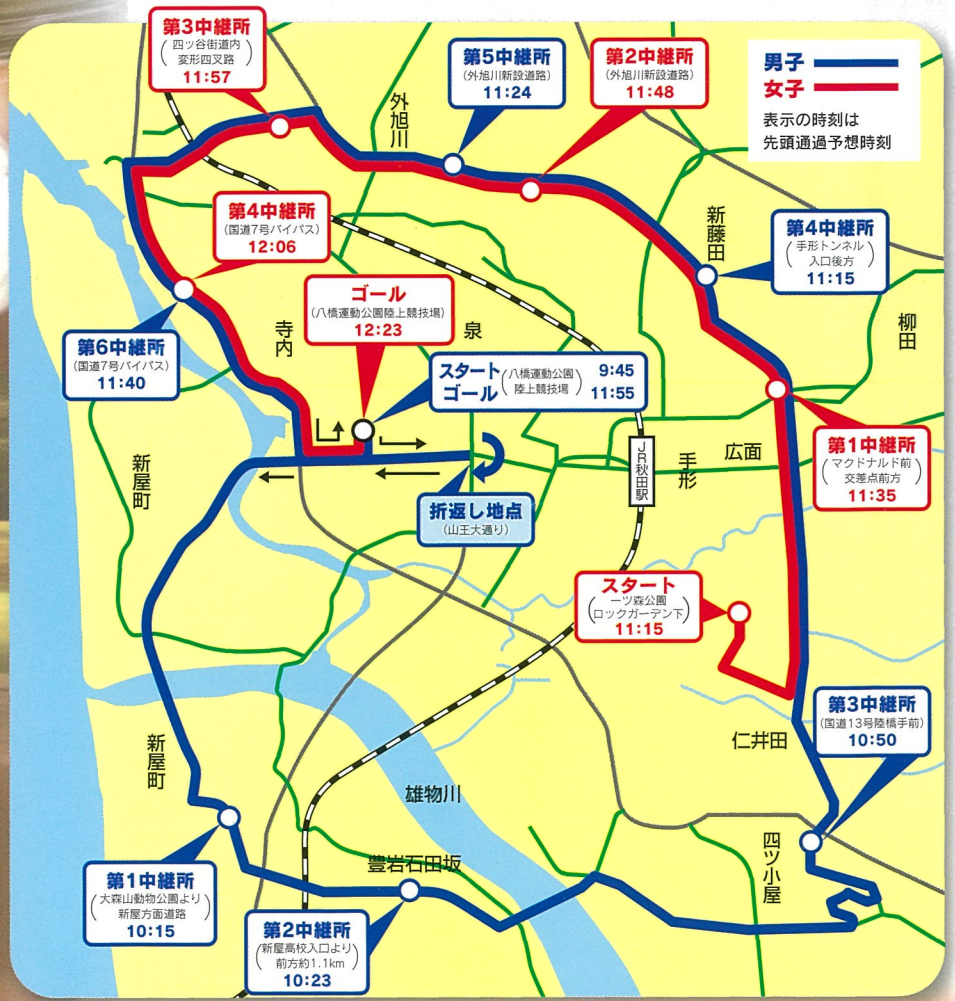 第3中継所
四ツ谷街道内
変形四叉路
11:57
第5中継所
(外旭川新設道路)
11:24
第2中継所
(外旭川新設道路)
11:48
男子
女子
表示の時刻は
先頭通過予想時刻
外旭川
第4中継所
(国道7号バイパス)
12:06
新藤田
第4中継所
手形トンネル
入口後方
11:15
ゴール
(八橋運動公園陸上競技場)
12:23
寺内
泉
柳田
第6中継所
(国道7号バイパス)
11:40
スタート
ゴール
八橋運動公園
陸上競技場
9:45
11:55
新屋町
JR秋田駅
手形
広面
第1中継所
マクドナルド前
交差点前方
11:35
折返し地点
(山王大通り)
スタート
一ツ森公園
ロックガーデン下
11:15
第3中継所
(国道13号陸橋手前)
10:50
仁井田
新屋町
雄物川
四ツ小屋
豊岩石田坂
第1中継所
大森山動物公園より
新屋方面道路
10:15
第2中継所
新屋高校入口より
前方約1.1km
10:23